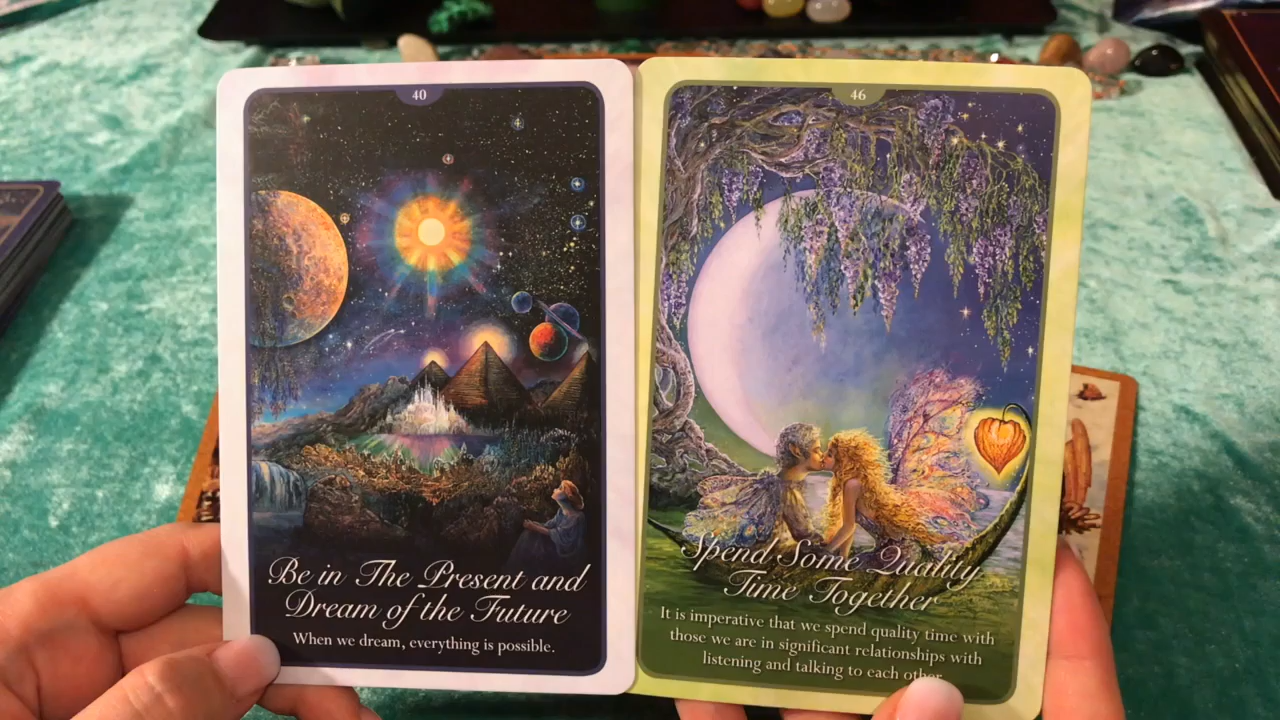 40
Be in The Present and
Dream of the Future
When we dream, everything is possible.
46
Spend Some Quality
Time Together
It is imperative that we spend quality time with
those we are in significant relationships with
listening and talking to each other.